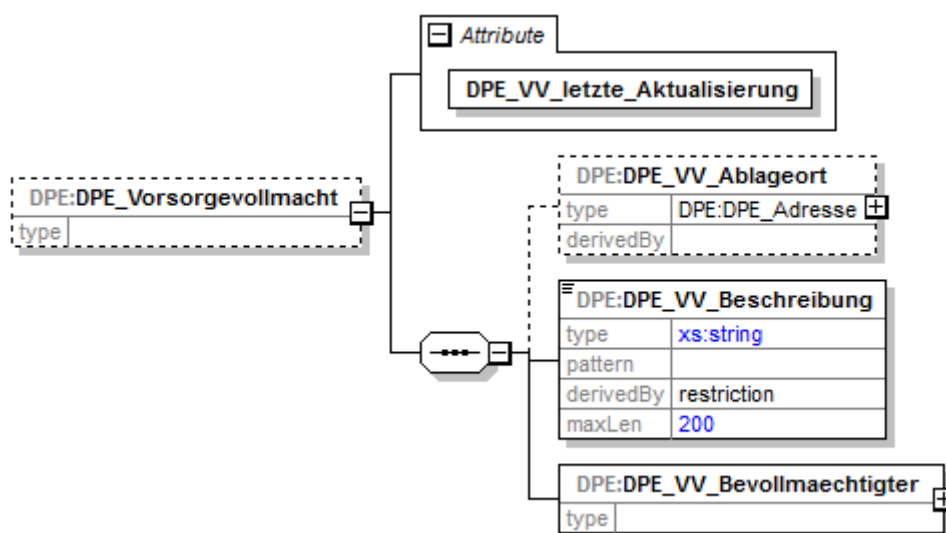 Attribute
DPE_VV_letzte_Aktualisierung
DPE:DPE_Vorsorgevollmacht
type
DPE:DPE_VV_Ablageort
type DPE:DPE_Adresse
derivedBy
DPE:DPE_VV_Beschreibung
type xs:string
pattern
derivedBy restriction
maxLen 200
DPE:DPE_VV_Bevollmaechtigter
type